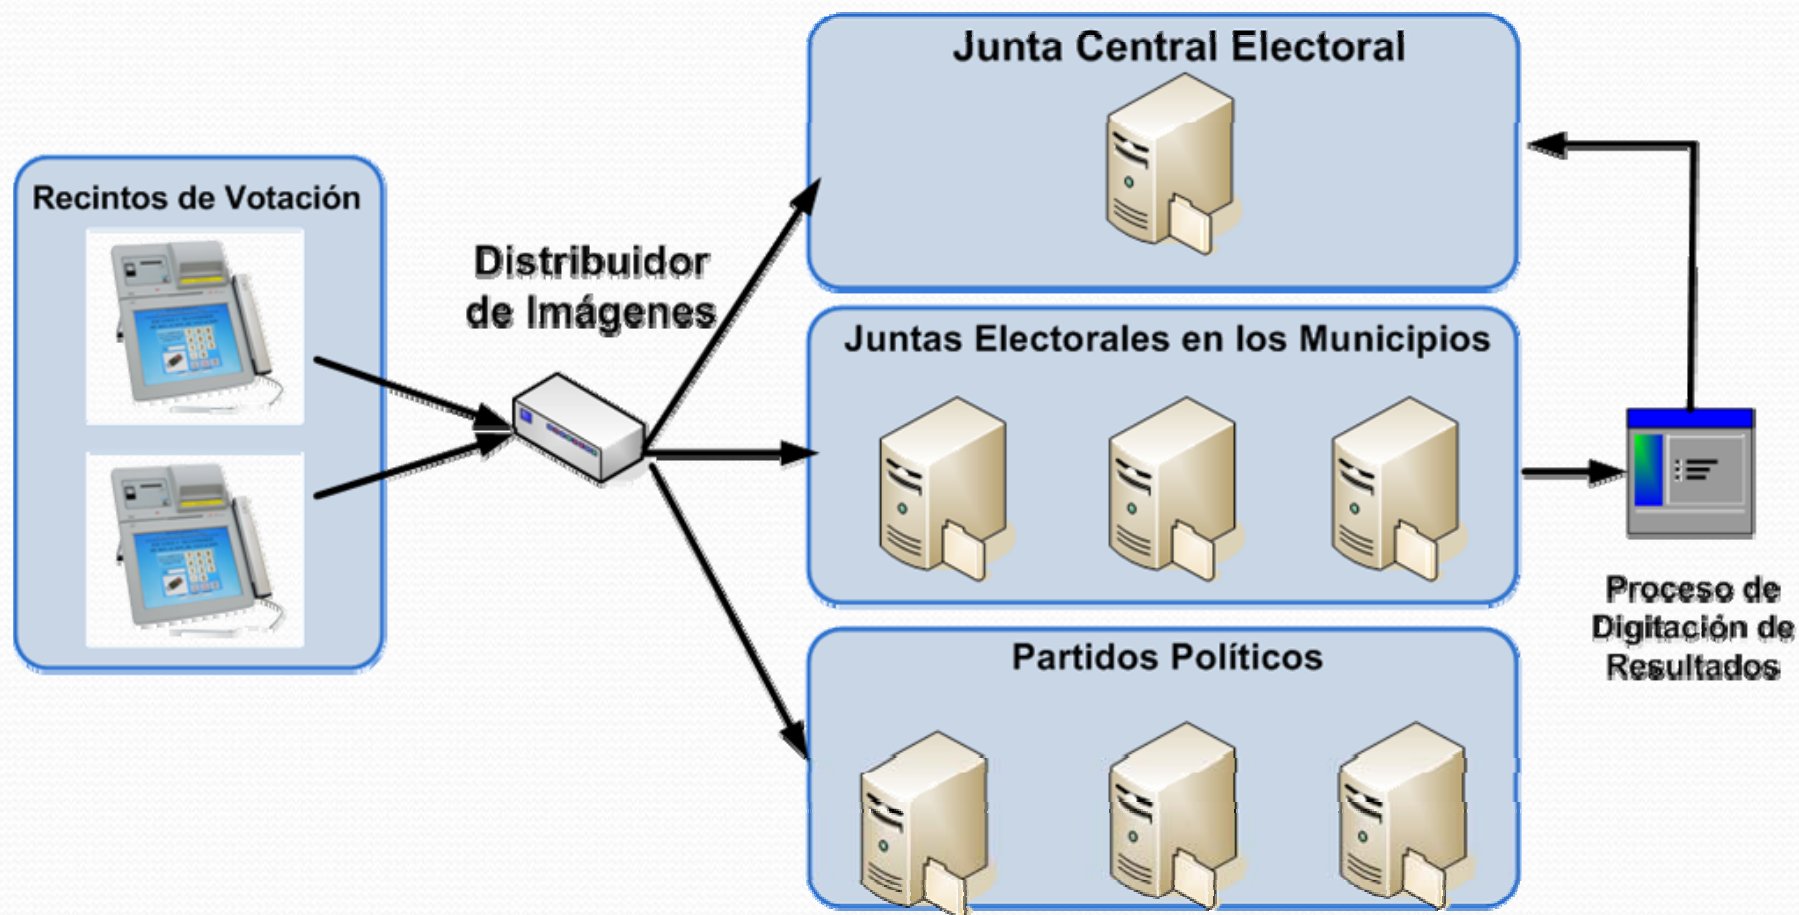 Recintos de Votación
Distribuidor
de Imágenes
Junta Central Electoral
Juntas Electorales en los Municipios
Partidos Políticos
Proceso de
Digitación de
Resultados